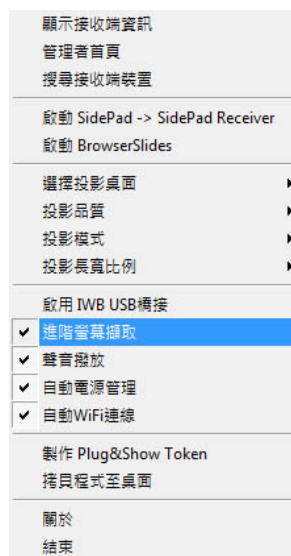 顯示接收端資訊
管理者首頁
搜尋接收端裝置
啟動 SidePad -> SidePad Receiver
啟動 BrowserSlides
選擇投影桌面
投影品質
投影模式
投影長寬比例
啟用 IWB USB橋接
進階螢幕擷取
聲音撥放
自動電源管理
自動WiFi連線
製作 Plug&Show Token
拷貝程式至桌面
關於
結束